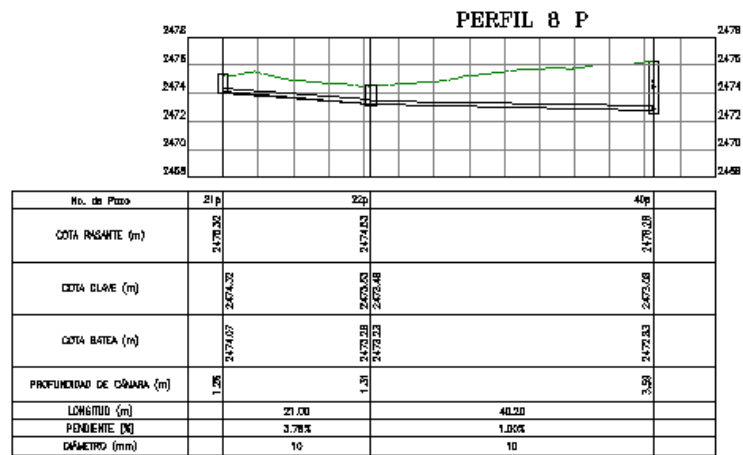 PERFIL 8 P
2478 2478
2476 2476
2474 2474
2472 2472
2470 2470
2468 2468
No. de Pozo 21p 22p 40p
COTA RASANTE (m) 2475.32 2474.53 2476.28
COTA CLAVE (m) 2474.32 2473.53 2473.48 2473.08
COTA BATEA (m) 2474.07 2473.28 2473.23 2472.83
PROFUNDIDAD DE CÁMARA (m) 1.25 1.31
LONGITUD (m) 21.00 40.20
PENDIENTE [%] 3.76% 1.00%
DIÁMETRO (mm) 10 10